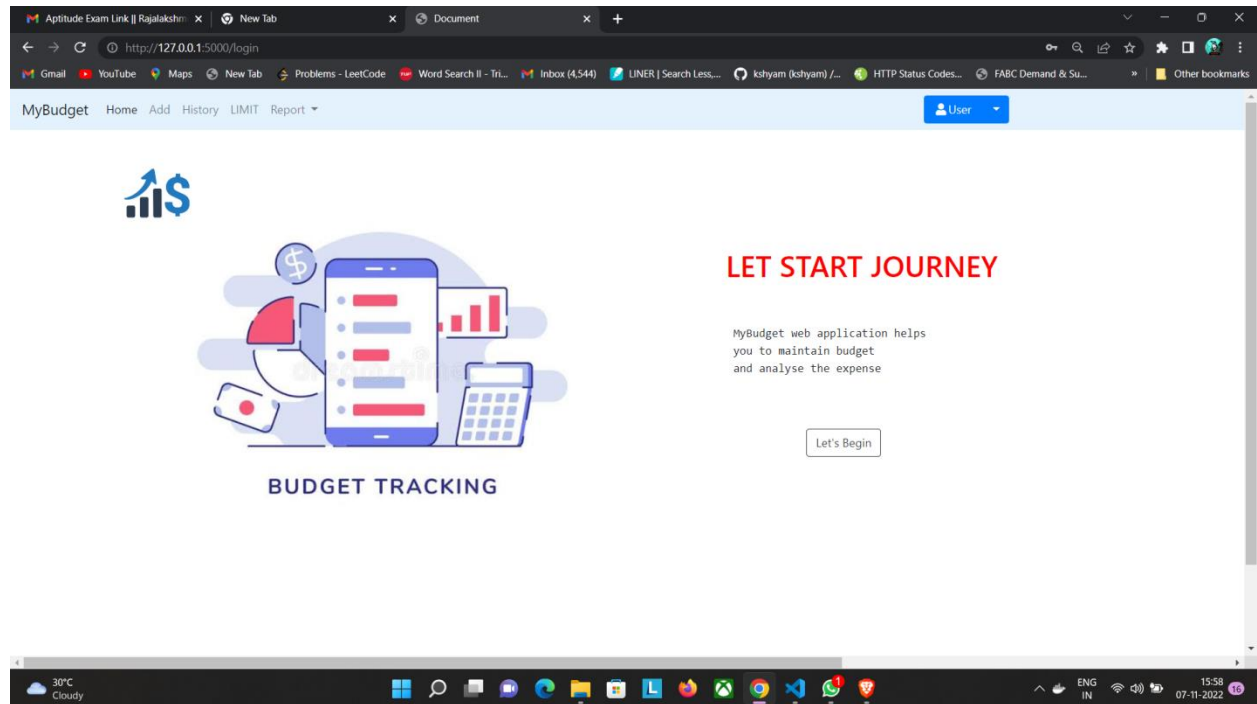 Aptitude Exam Link || Rajalakshm
New Tab
Document
http://127.0.0.1:5000/login
Gmail YouTube Maps New Tab Problems - LeetCode Word Search II - Tri... Inbox (4,544) LINER | Search Less,... kshyam (kshyam) /... HTTP Status Codes... FABC Demand & Su... » Other bookmarks
MyBudget Home Add History LIMIT Report User
$
$
LET START JOURNEY
MyBudget web application helps
you to maintain budget
and analyse the expense
dreamstime
Let's Begin
BUDGET TRACKING
30°C
Cloudy
L
1
ENG
IN
15:58
07-11-2022
16